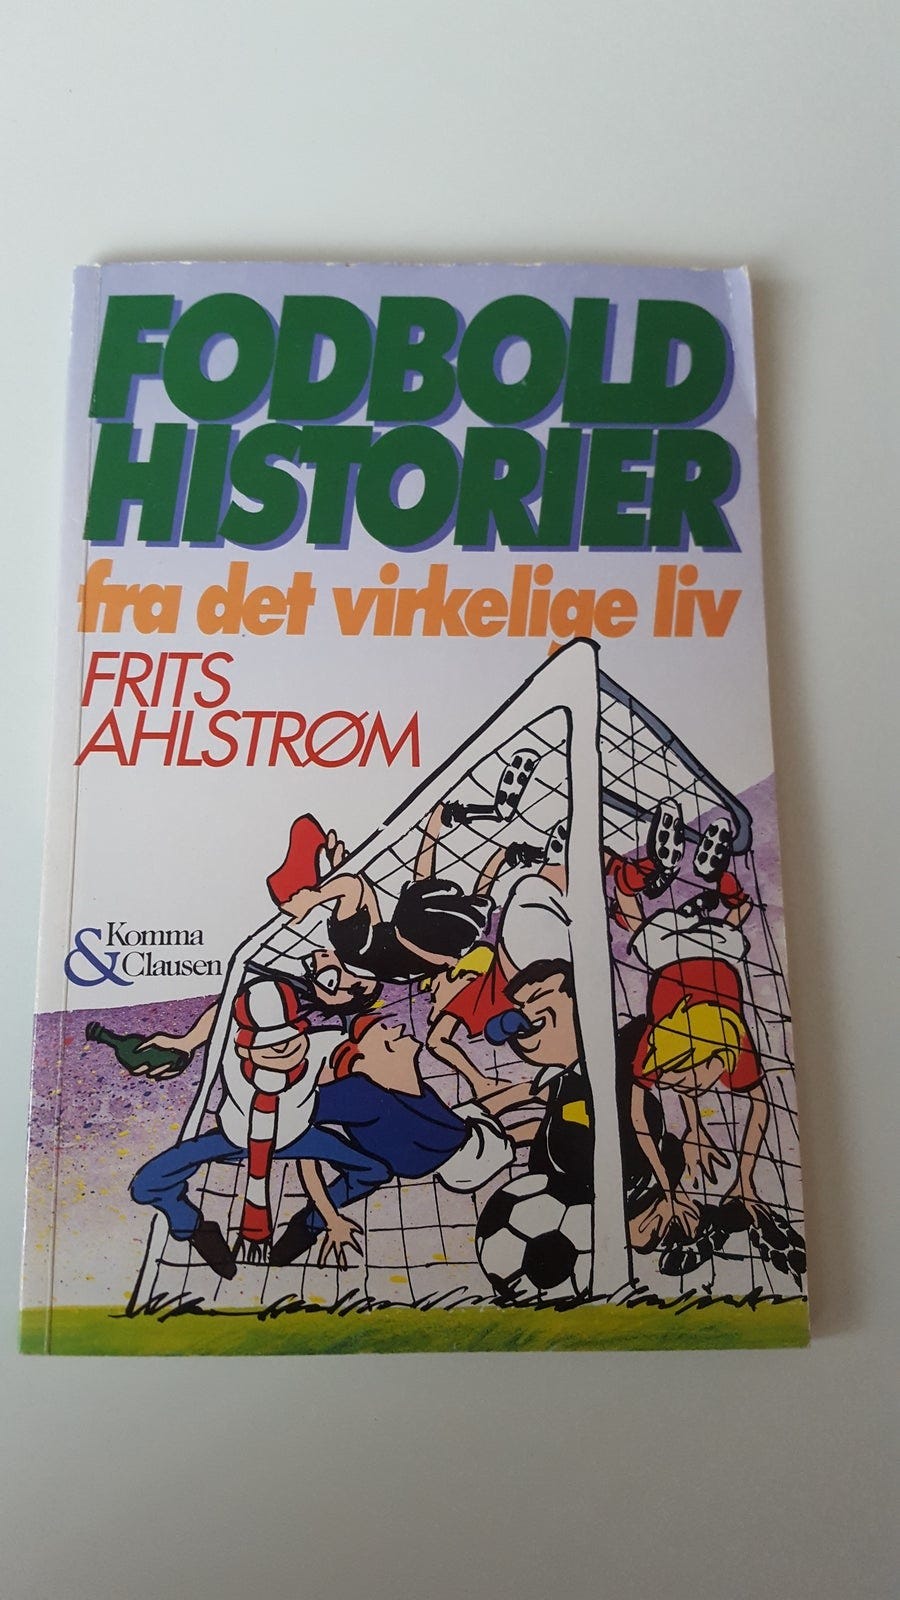 FODBOLD
HISTORIER
fra det virkelige liv
FRITS
AHLSTRØM
Komma
& Clausen